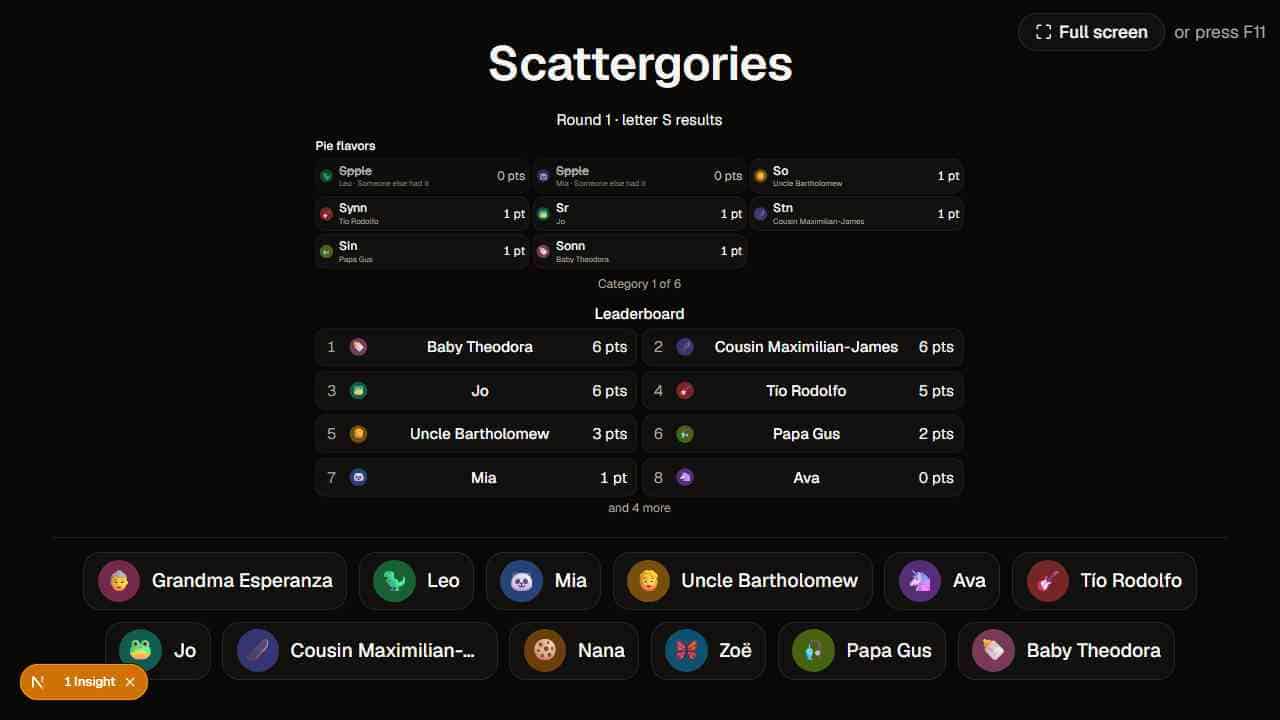 Full screen or press F11
Scattergories
Round 1 · letter S results
Pie flavors
Spple 0 pts
Leo · Someone else had it
Spple 0 pts
Mia · Someone else had it
So 1 pt
Uncle Bartholomew
Synn 1 pt
Tío Rodolfo
Sr 1 pt
Jo
Stn 1 pt
Cousin Maximilian-James
Sin 1 pt
Papa Gus
Sonn 1 pt
Baby Theodora
Category 1 of 6
Leaderboard
1 Baby Theodora 6 pts
2 Cousin Maximilian-James 6 pts
3 Jo 6 pts
4 Tío Rodolfo 5 pts
5 Uncle Bartholomew 3 pts
6 Papa Gus 2 pts
7 Mia 1 pt
8 Ava 0 pts
and 4 more
Grandma Esperanza Leo Mia Uncle Bartholomew Ava Tío Rodolfo
Jo Cousin Maximilian-... Nana Zoë Papa Gus Baby Theodora
N 1 Insight ×